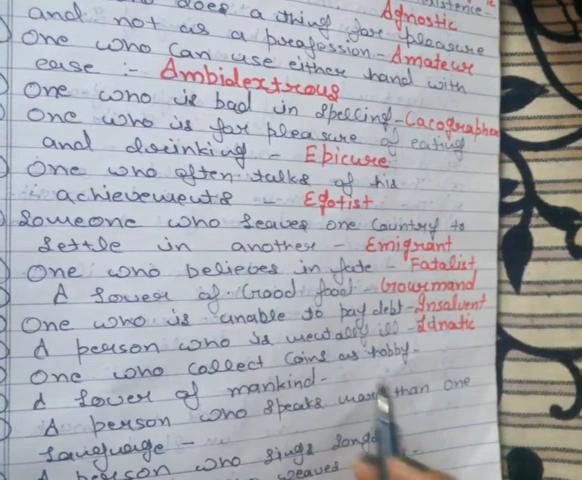 does a thing for pleasure
Agnostic
and not as a profession - Amateur
One who can use either hand with
ease :- Ambidextrous
One who is bad in spelling - Cacographer
One who is for pleasure of eating
and drinking - Epicure
One who often talks of his
achievements - Egotist
Someone who leaves one country to
settle in another - Emigrant
One who believes in fate - Fatalist
A lover of Good food - Gourmand
One who is unable to pay debt - Insalvent
A person who is mentally ill -
One who collect Coins as hobby -
A lover of mankind -
A person who speaks more than one
language -
A person who sings songs
weaves